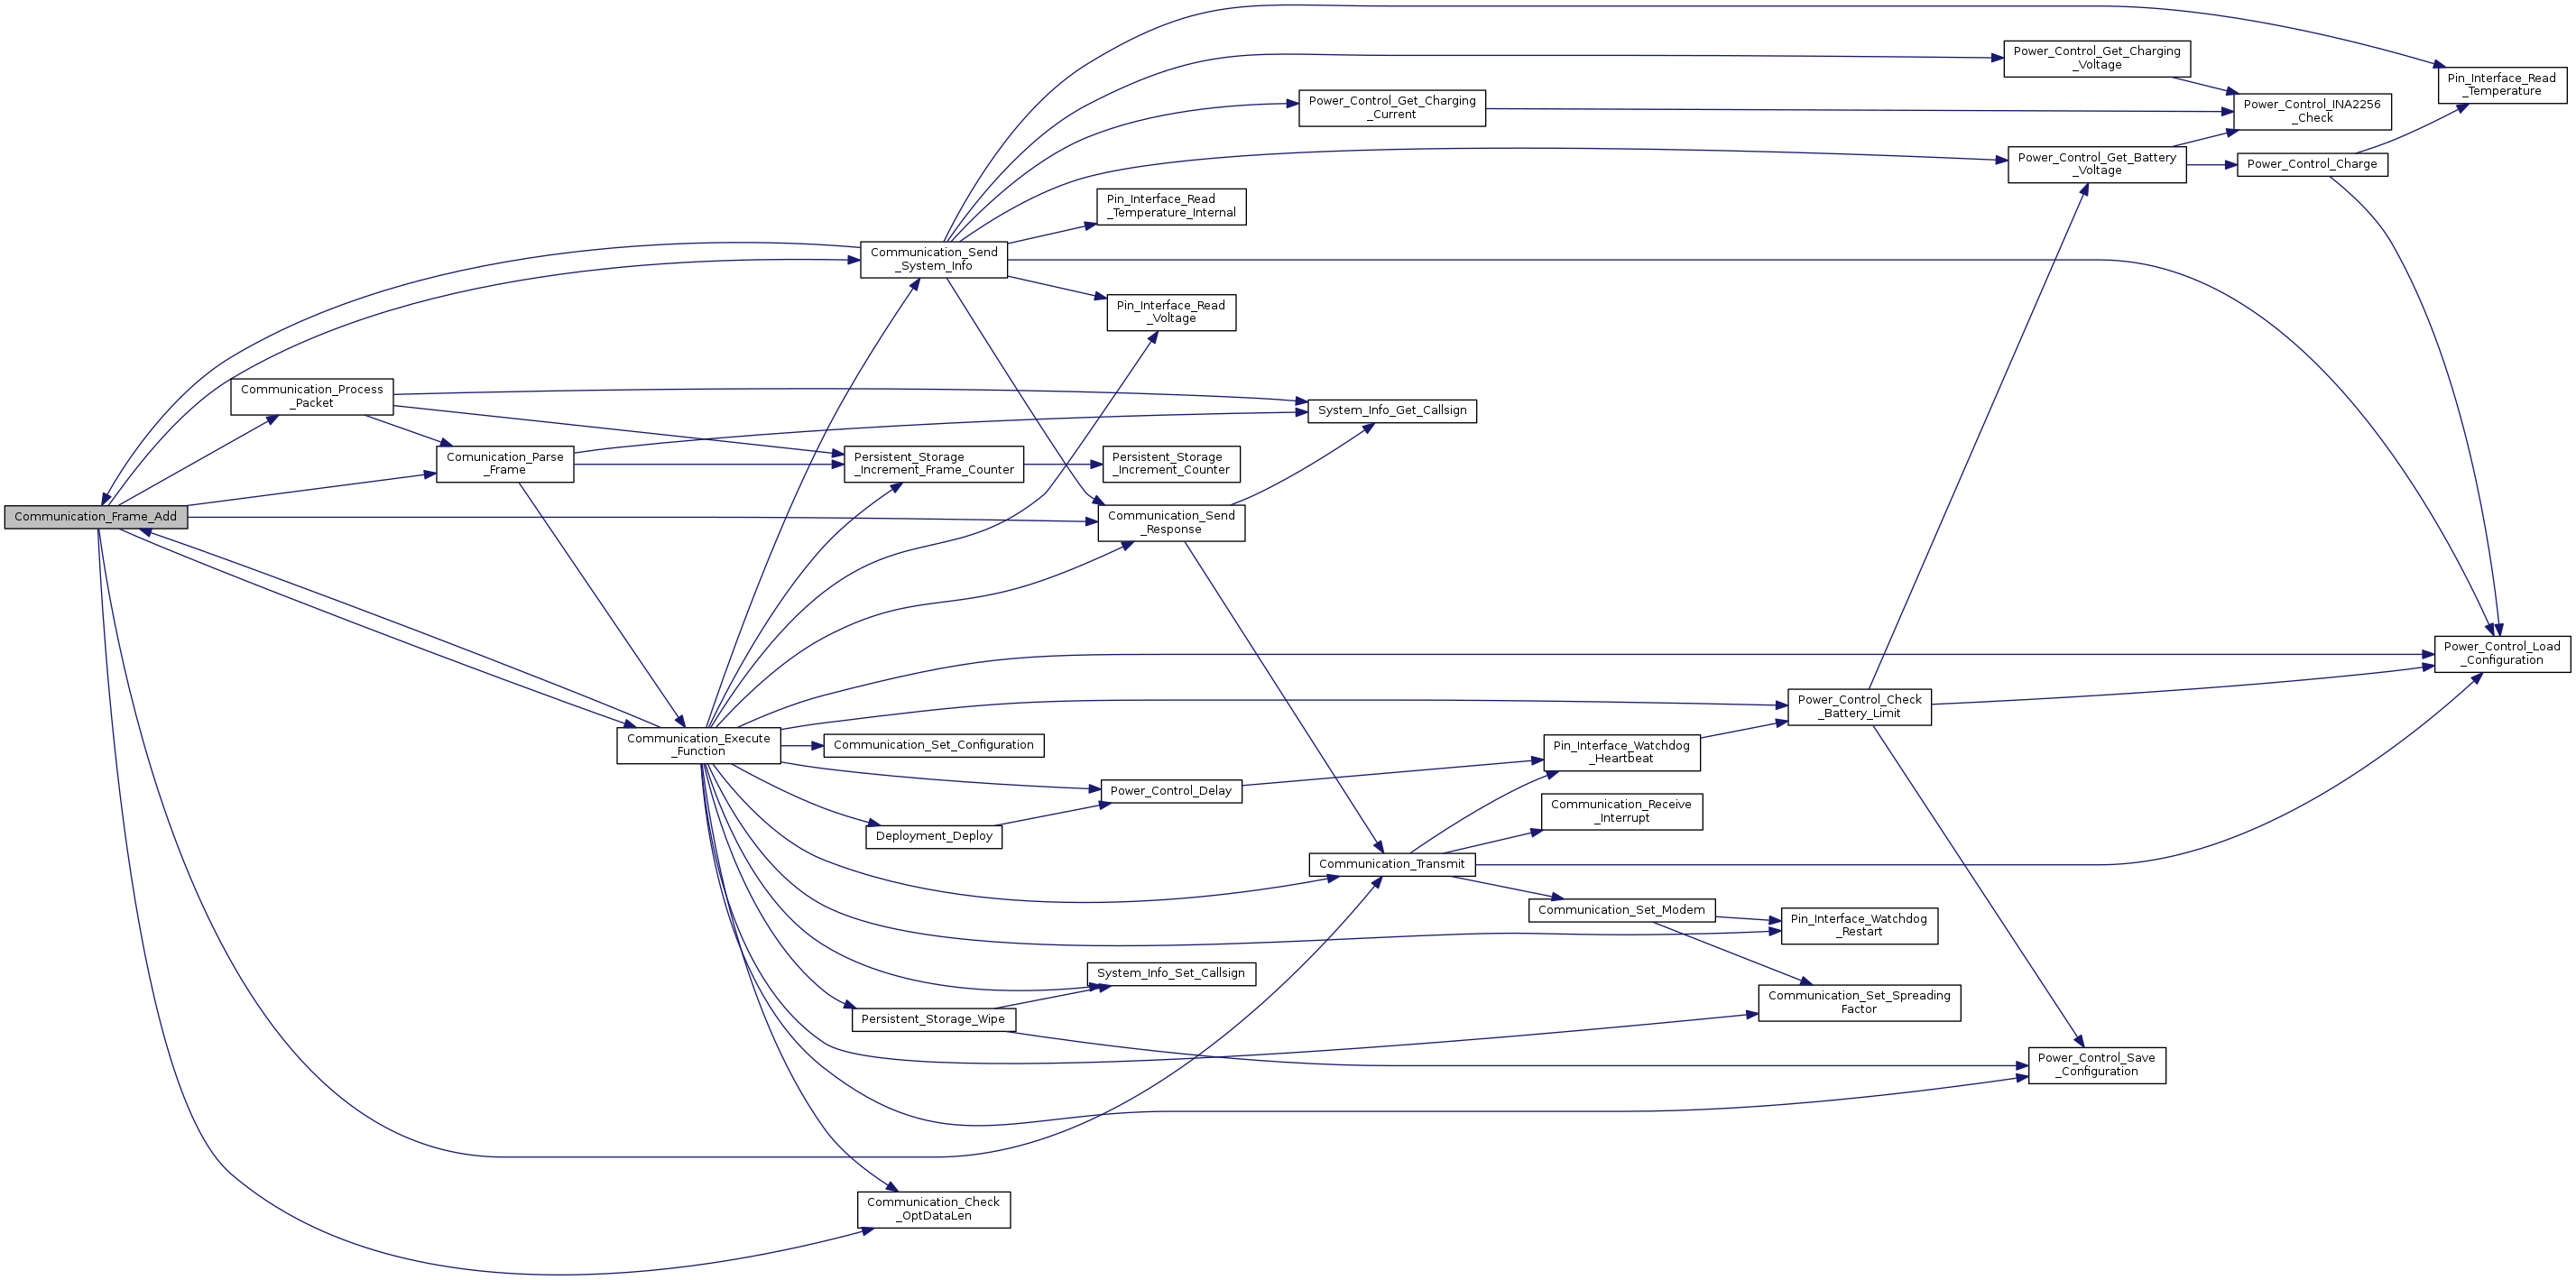 Power_Control_Get_Charging
_Voltage
Pin_Interface_Read
_Temperature
Power_Control_Get_Charging
_Current
Power_Control_INA2256
_Check
Power_Control_Get_Battery
_Voltage
Power_Control_Charge
Pin_Interface_Read
_Temperature_Internal
Communication_Send
_System_Info
Pin_Interface_Read
_Voltage
Communication_Process
_Packet
System_Info_Get_Callsign
Comunication_Parse
_Frame
Persistent_Storage
_Increment_Frame_Counter
Persistent_Storage
_Increment_Counter
Communication_Frame_Add
Communication_Send
_Response
Power_Control_Load
_Configuration
Power_Control_Check
_Battery_Limit
Communication_Execute
_Function
Communication_Set_Configuration
Pin_Interface_Watchdog
_Heartbeat
Power_Control_Delay
Communication_Receive
_Interrupt
Deployment_Deploy
Communication_Transmit
Communication_Set_Modem
Pin_Interface_Watchdog
_Restart
System_Info_Set_Callsign
Communication_Set_Spreading
Factor
Persistent_Storage_Wipe
Power_Control_Save
_Configuration
Communication_Check
_OptDataLen